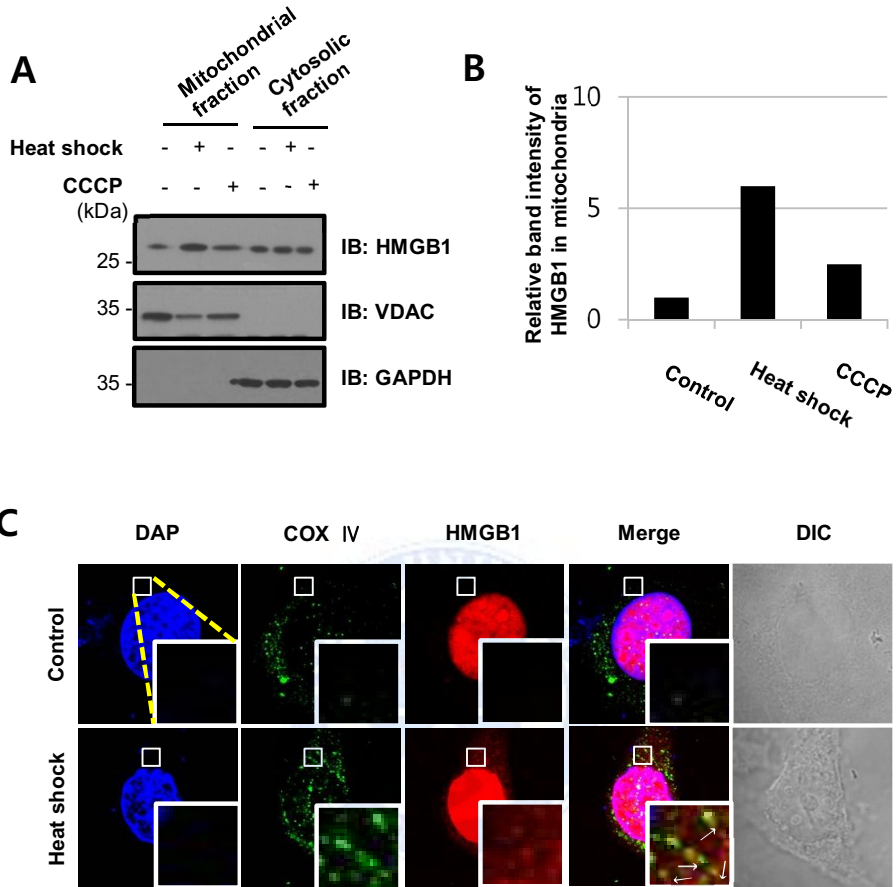 A
Mitochondrial fraction
Cytosolic fraction
Heat shock - + - - + -
CCCP - - + - - +
(kDa)
25 - IB: HMGB1
35 - IB: VDAC
35 - IB: GAPDH
B
Relative band intensity of
HMGB1 in mitochondria
10
5
0
Control
Heat shock
CCCP
C
DAP COX Ⅳ HMGB1 Merge DIC
Control
Heat shock